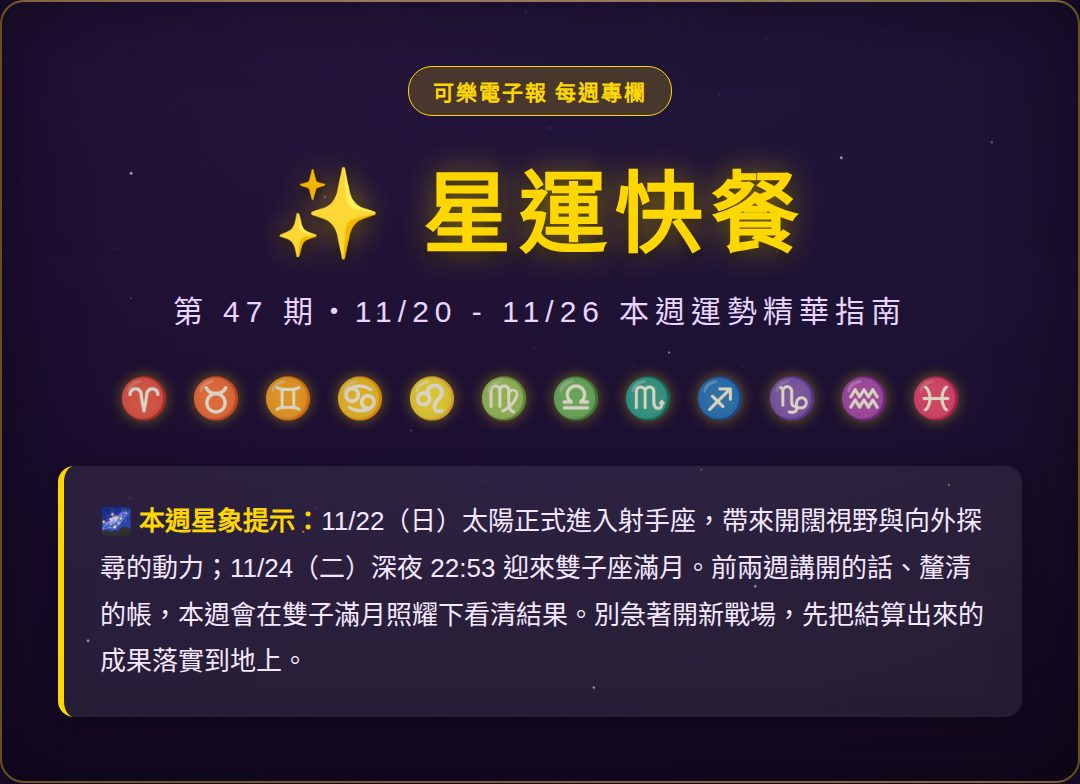 可樂電子報 每週專欄
✨ 星運快餐
第 47 期・11/20 - 11/26 本週運勢精華指南
♈ ♉ ♊ ♋ ♌ ♍ ♎ ♏ ♐ ♑ ♒ ♓
🌌 本週星象提示：11/22（日）太陽正式進入射手座，帶來開闊視野與向外探
尋的動力；11/24（二）深夜 22:53 迎來雙子座滿月。前兩週講開的話、釐清
的帳，本週會在雙子滿月照耀下看清結果。別急著開新戰場，先把結算出來的
成果落實到地上。